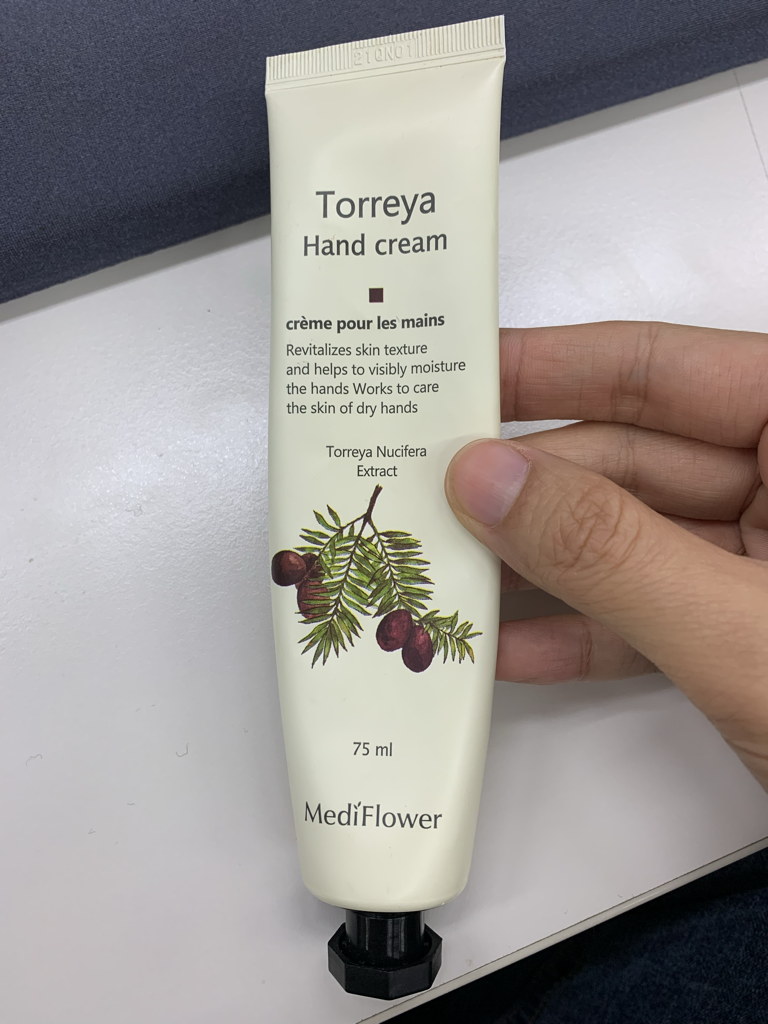 21QN01
Torreya
Hand cream
crème pour les mains
Revitalizes skin texture
and helps to visibly moisture
the hands Works to care
the skin of dry hands
Torreya Nucifera
Extract
75 ml
MediFlower